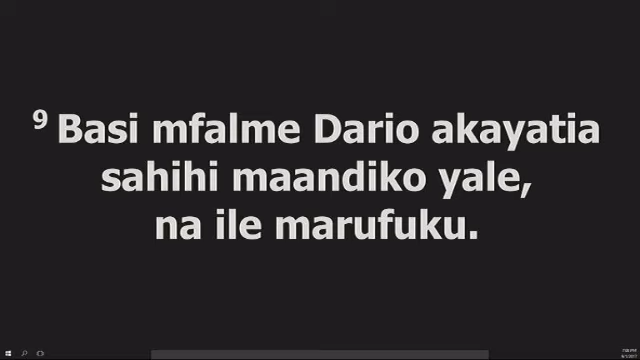 9 Basi mfalme Dario akayatia
sahihi maandiko yale,
na ile marufuku.